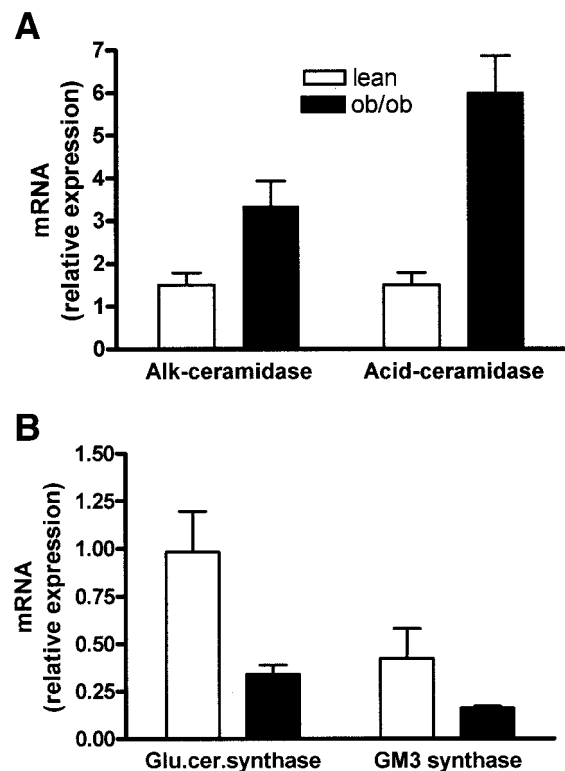 A
7
6
5
4
3
2
1
0
mRNA
(relative expression)
lean
ob/ob
Alk-ceramidase
Acid-ceramidase
B
1.50
1.25
1.00
0.75
0.50
0.25
0.00
mRNA
(relative expression)
Glu.cer.synthase
GM3 synthase